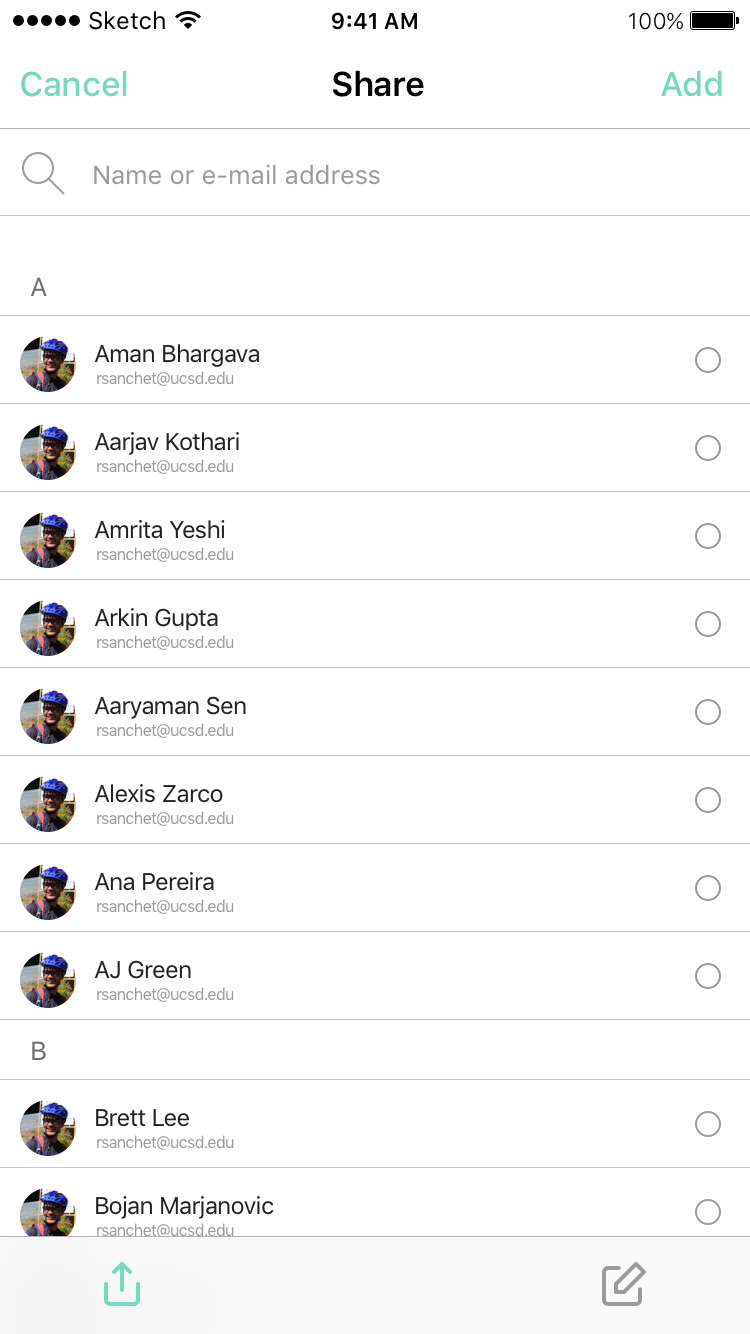 Sketch 9:41 AM 100%
Cancel Share Add
Name or e-mail address
A
Aman Bhargava
rsanchet@ucsd.edu
Aarjav Kothari
rsanchet@ucsd.edu
Amrita Yeshi
rsanchet@ucsd.edu
Arkin Gupta
rsanchet@ucsd.edu
Aaryaman Sen
rsanchet@ucsd.edu
Alexis Zarco
rsanchet@ucsd.edu
Ana Pereira
rsanchet@ucsd.edu
AJ Green
rsanchet@ucsd.edu
B
Brett Lee
rsanchet@ucsd.edu
Bojan Marjanovic
rsanchet@ucsd.edu